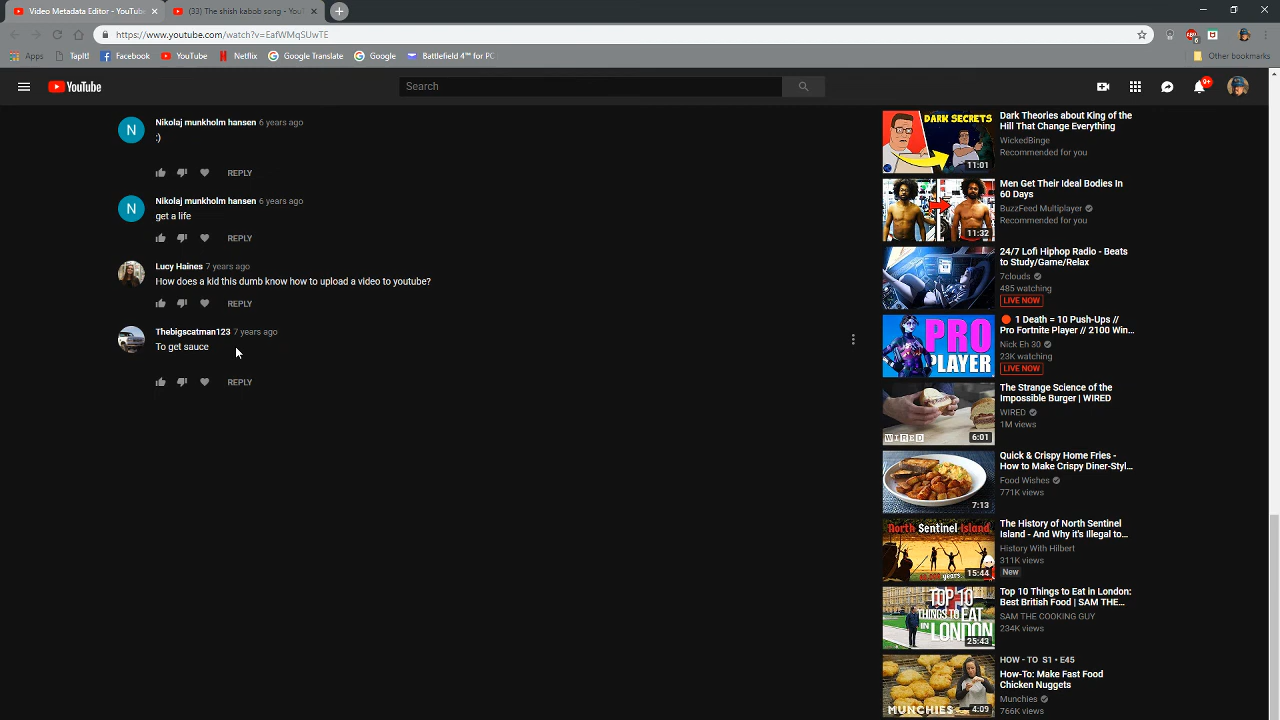 Video Metadata Editor - YouTube
(33) The shish kabob song - YouT
https://www.youtube.com/watch?v=EafWMqSUwTE
Apps
TapIt!
Facebook
YouTube
Netflix
Google Translate
Google
Battlefield 4™ for PC
Other bookmarks
YouTube
Search
9+
N
Nikolaj munkholm hansen 6 years ago
:)
REPLY
N
Nikolaj munkholm hansen 6 years ago
get a life
REPLY
Lucy Haines 7 years ago
How does a kid this dumb know how to upload a video to youtube?
REPLY
Thebigscatman123 7 years ago
To get sauce
REPLY
DARK SECRETS
11:01
Dark Theories about King of the
Hill That Change Everything
WickedBinge
Recommended for you
11:32
Men Get Their Ideal Bodies In
60 Days
BuzzFeed Multiplayer
Recommended for you
24/7 Lofi Hiphop Radio - Beats
to Study/Game/Relax
7clouds
485 watching
LIVE NOW
PRO
PLAYER
1 Death = 10 Push-Ups //
Pro Fortnite Player // 2100 Win...
Nick Eh 30
23K watching
LIVE NOW
WIRED
6:01
The Strange Science of the
Impossible Burger | WIRED
WIRED
1M views
7:13
Quick & Crispy Home Fries -
How to Make Crispy Diner-Styl...
Food Wishes
771K views
North Sentinel Island
years.
15:44
The History of North Sentinel
Island - And Why it's Illegal to...
History With Hilbert
311K views
New
TOP 10
THINGS TO EAT
IN LONDON
25:43
Top 10 Things to Eat in London:
Best British Food | SAM THE...
SAM THE COOKING GUY
234K views
MUNCHIES
4:09
HOW - TO S1 • E45
How-To: Make Fast Food
Chicken Nuggets
Munchies
766K views